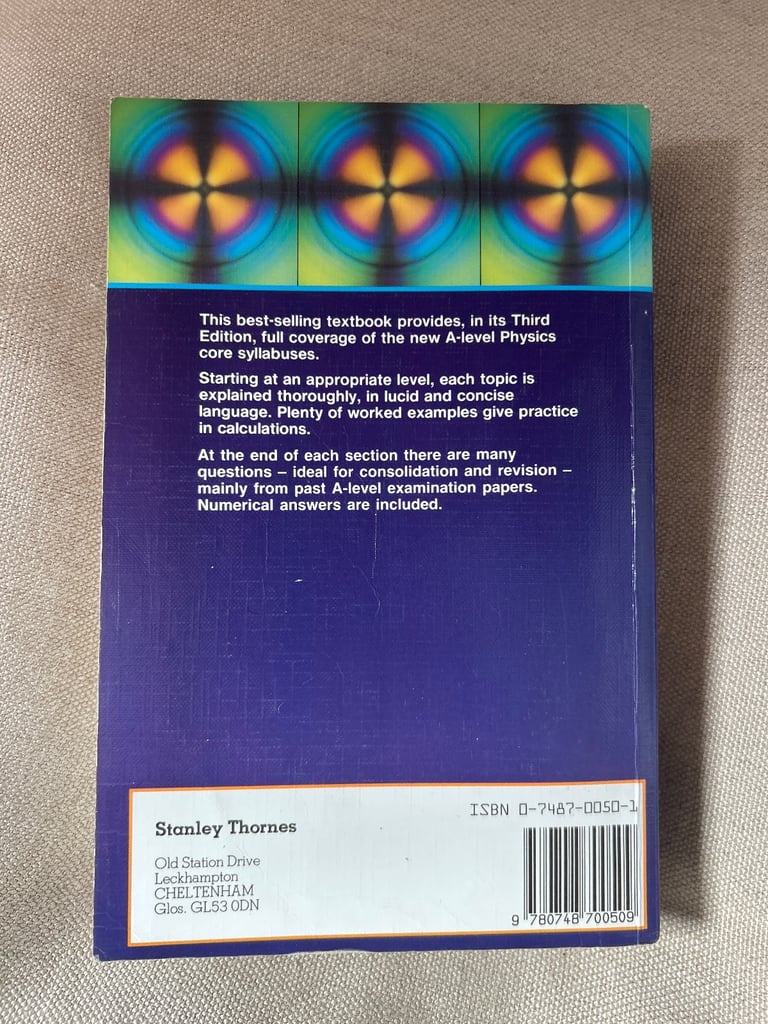 This best-selling textbook provides, in its Third
Edition, full coverage of the new A-level Physics
core syllabuses.
Starting at an appropriate level, each topic is
explained thoroughly, in lucid and concise
language. Plenty of worked examples give practice
in calculations.
At the end of each section there are many
questions – ideal for consolidation and revision –
mainly from past A-level examination papers.
Numerical answers are included.
ISBN 0-7487-0050-1
Stanley Thornes
Old Station Drive
Leckhampton
CHELTENHAM
Glos. GL53 0DN
9 780748 700509